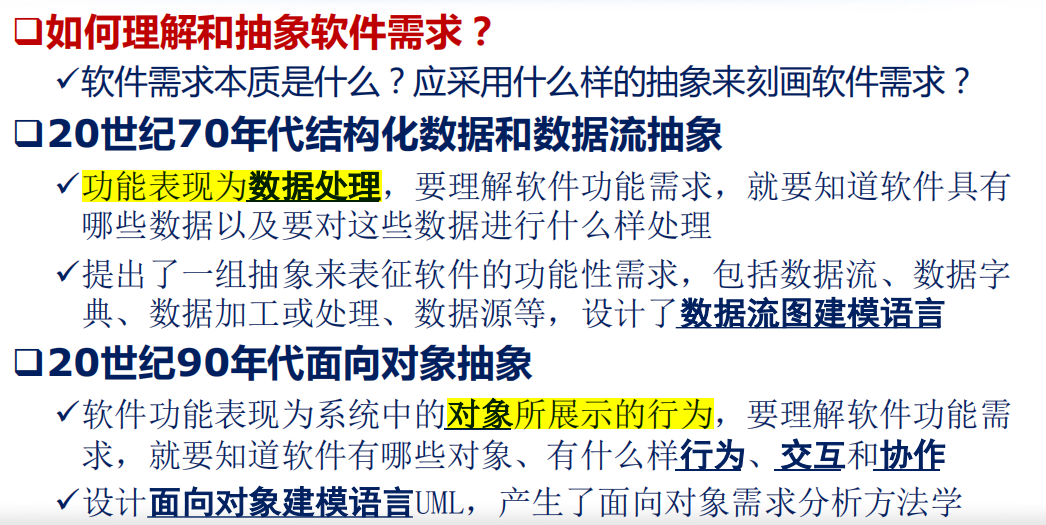 ❑如何理解和抽象软件需求？
✓软件需求本质是什么？应采用什么样的抽象来刻画软件需求？
❑20世纪70年代结构化数据和数据流抽象
✓功能表现为数据处理，要理解软件功能需求，就要知道软件具有
哪些数据以及要对这些数据进行什么样处理
✓提出了一组抽象来表征软件的功能性需求，包括数据流、数据字
典、数据加工或处理、数据源等，设计了数据流图建模语言
❑20世纪90年代面向对象抽象
✓软件功能表现为系统中的对象所展示的行为，要理解软件功能需
求，就要知道软件有哪些对象、有什么样行为、交互和协作
✓设计面向对象建模语言UML，产生了面向对象需求分析方法学